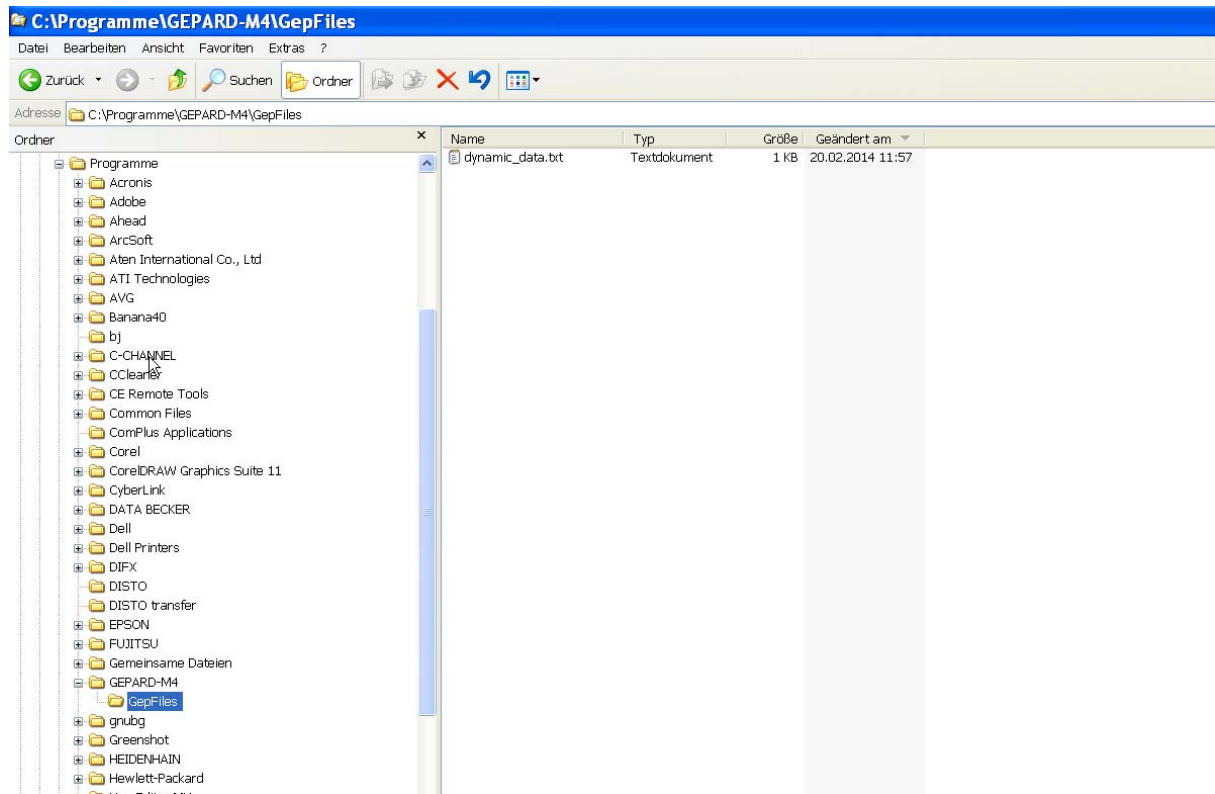 C:\Programme\GEPARD-M4\GepFiles
Datei Bearbeiten Ansicht Favoriten Extras ?
Zurück Suchen Ordner
Adresse C:\Programme\GEPARD-M4\GepFiles
Ordner x
Name Typ Größe Geändert am
dynamic_data.txt Textdokument 1 KB 20.02.2014 11:57
Programme
Acronis
Adobe
Ahead
ArcSoft
Aten International Co., Ltd
ATI Technologies
AVG
Banana40
bj
C-CHANNEL
CCleaner
CE Remote Tools
Common Files
ComPlus Applications
Corel
CorelDRAW Graphics Suite 11
CyberLink
DATA BECKER
Dell
Dell Printers
DIFX
DISTO
DISTO transfer
EPSON
FUJITSU
Gemeinsame Dateien
GEPARD-M4
GepFiles
gnubg
Greenshot
HEIDENHAIN
Hewlett-Packard